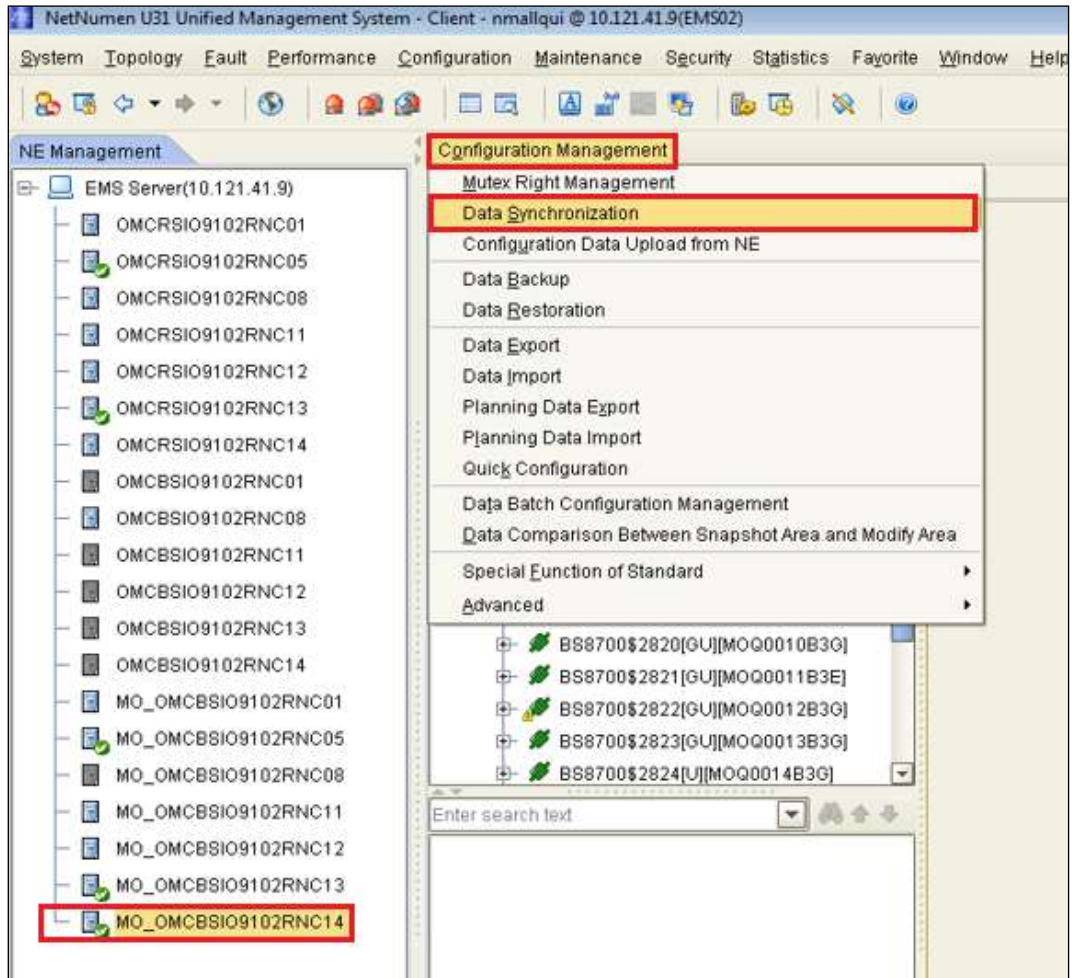 NetNumen U31 Unified Management System - Client - nmallqui @ 10.121.41.9(EMS02)
System Topology Fault Performance Configuration Maintenance Security Statistics Favorite Window Help
NE Management
EMS Server(10.121.41.9)
OMCRSIO9102RNC01
OMCRSIO9102RNC05
OMCRSIO9102RNC08
OMCRSIO9102RNC11
OMCRSIO9102RNC12
OMCRSIO9102RNC13
OMCRSIO9102RNC14
OMCBSIO9102RNC01
OMCBSIO9102RNC08
OMCBSIO9102RNC11
OMCBSIO9102RNC12
OMCBSIO9102RNC13
OMCBSIO9102RNC14
MO_OMCBSIO9102RNC01
MO_OMCBSIO9102RNC05
MO_OMCBSIO9102RNC08
MO_OMCBSIO9102RNC11
MO_OMCBSIO9102RNC12
MO_OMCBSIO9102RNC13
MO_OMCBSIO9102RNC14
Configuration Management
Mutex Right Management
Data Synchronization
Configuration Data Upload from NE
Data Backup
Data Restoration
Data Export
Data Import
Planning Data Export
Planning Data Import
Quick Configuration
Data Batch Configuration Management
Data Comparison Between Snapshot Area and Modify Area
Special Function of Standard
Advanced
BS8700$2820[GU][MOQ0010B3G]
BS8700$2821[GU][MOQ0011B3E]
BS8700$2822[GU][MOQ0012B3G]
BS8700$2823[GU][MOQ0013B3G]
BS8700$2824[U][MOQ0014B3G]
Enter search text